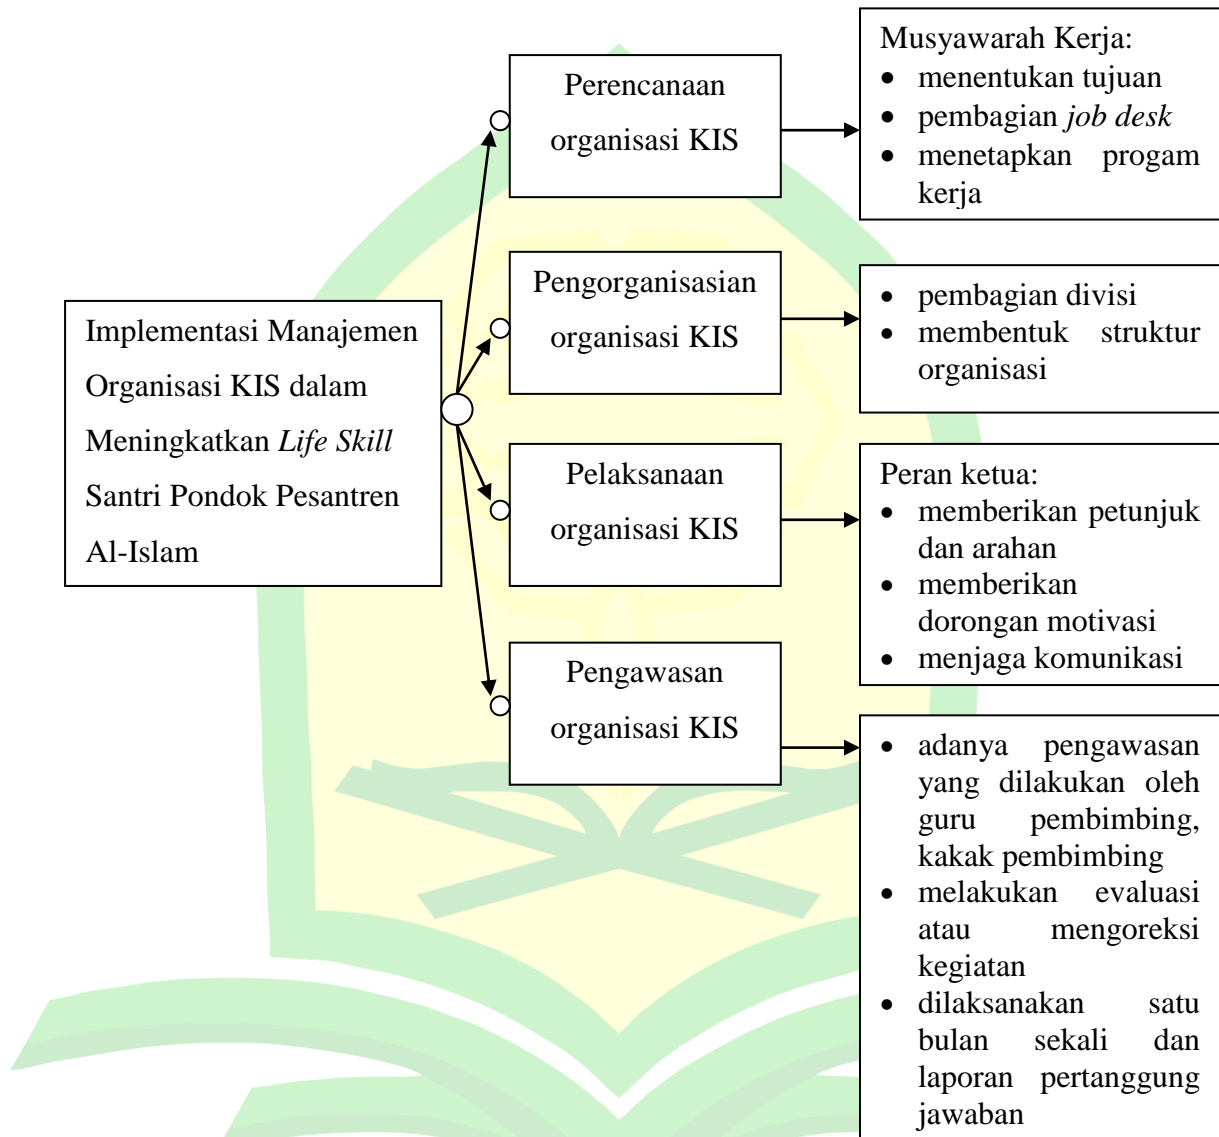 Implementasi Manajemen
Organisasi KIS dalam
Meningkatkan Life Skill
Santri Pondok Pesantren
Al-Islam
Perencanaan
organisasi KIS
Musyawarah Kerja:
• menentukan tujuan
• pembagian job desk
• menetapkan progam
kerja
Pengorganisasian
organisasi KIS
• pembagian divisi
• membentuk struktur
organisasi
Pelaksanaan
organisasi KIS
Peran ketua:
• memberikan petunjuk
dan arahan
• memberikan
dorongan motivasi
• menjaga komunikasi
Pengawasan
organisasi KIS
• adanya pengawasan
yang dilakukan oleh
guru pembimbing,
kakak pembimbing
• melakukan evaluasi
atau mengoreksi
kegiatan
• dilaksanakan satu
bulan sekali dan
laporan pertanggung
jawaban